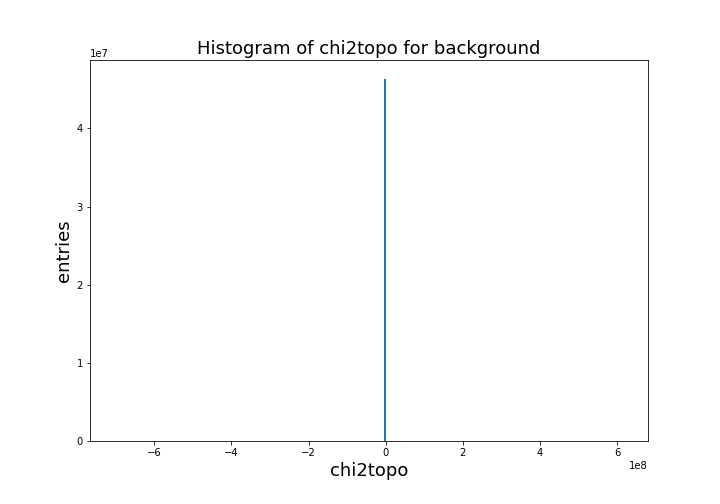 Histogram of chi2topo for background
1e7
4
3
2
1
0
entries
−6 −4 −2 0 2 4 6
1e8
chi2topo